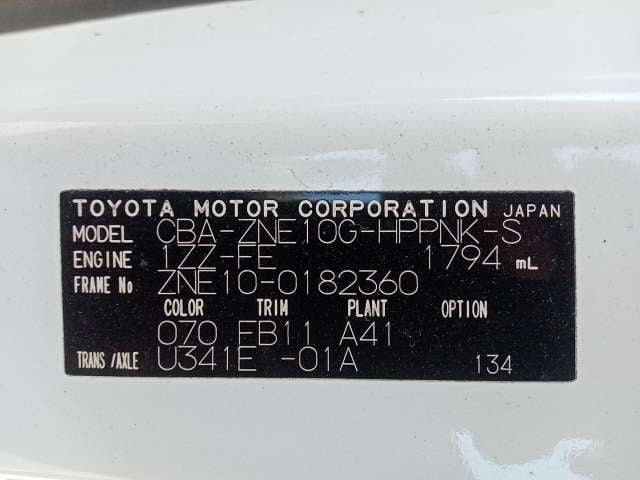 TOYOTA MOTOR CORPORATION JAPAN
MODEL CBA-ZNE10G-HPPNK-S
ENGINE 1ZZ-FE 1794 mL
FRAME No ZNE10-0182360
COLOR TRIM PLANT OPTION
070 FB11 A41
TRANS/AXLE U341E -01A 134